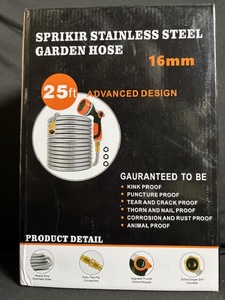 SPRIKIR STAINLESS STEEL
GARDEN HOSE
16mm
25ft ADVANCED DESIGN
GAURANTEED TO BE
• KINK PROOF
• PUNCTURE PROOF
• TEAR AND CRACK PROOF
• THORN AND NAIL PROOF
• CORROSION AND RUST PROOF
• ANIMAL PROOF
PRODUCT DETAIL